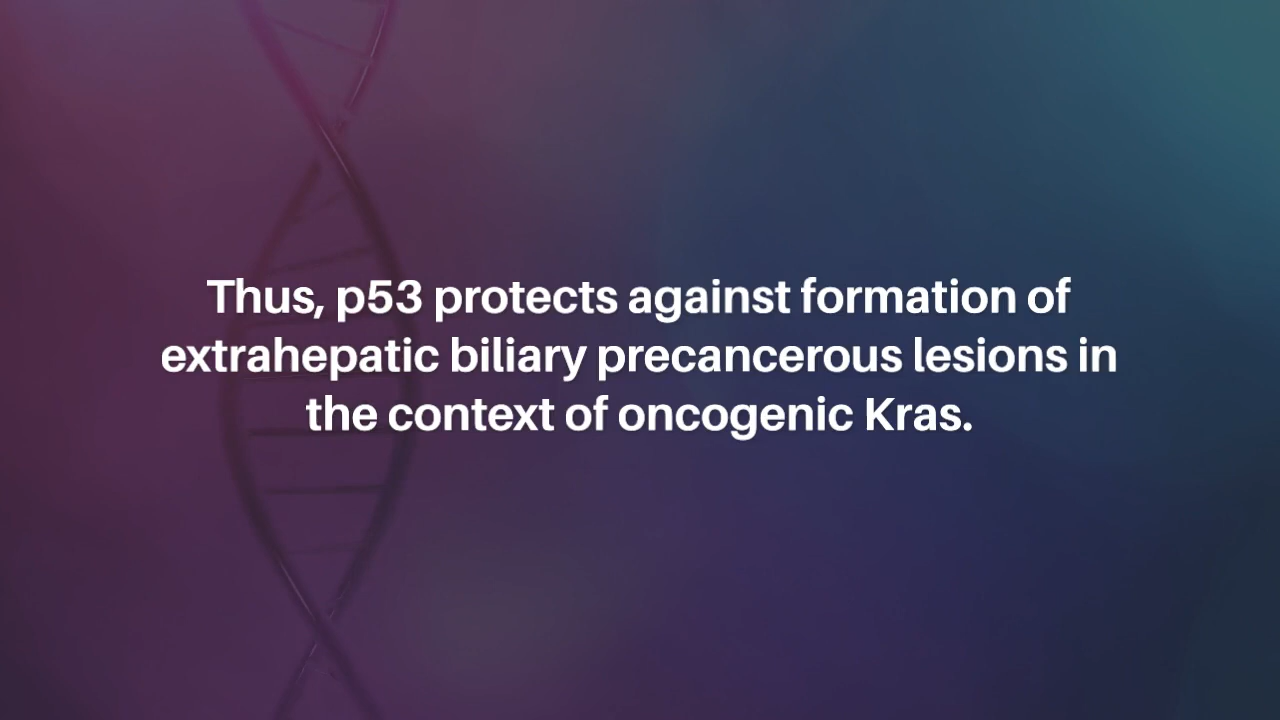 Thus, p53 protects against formation of
extrahepatic biliary precancerous lesions in
the context of oncogenic Kras.